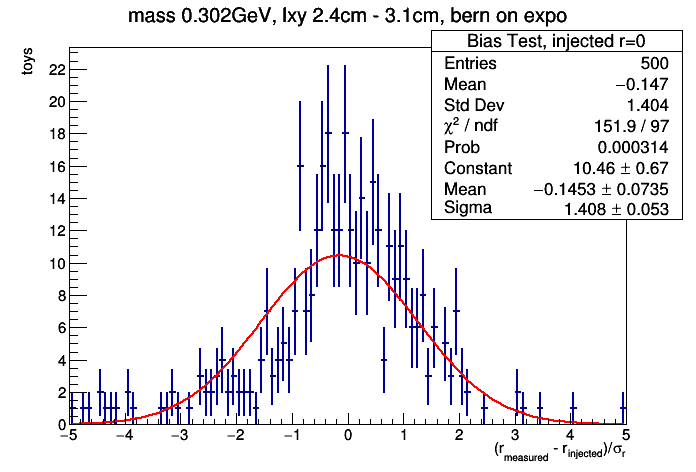 mass 0.302GeV, lxy 2.4cm - 3.1cm, bern on expo
Bias Test, injected r=0
Entries 500
Mean −0.147
Std Dev 1.404
χ² / ndf 151.9 / 97
Prob 0.000314
Constant 10.46 ± 0.67
Mean −0.1453 ± 0.0735
Sigma 1.408 ± 0.053
toys
22
20
18
16
14
12
10
8
6
4
2
0
−5 −4 −3 −2 −1 0 1 2 3 4 5
(r_measured - r_injected)/σ_r